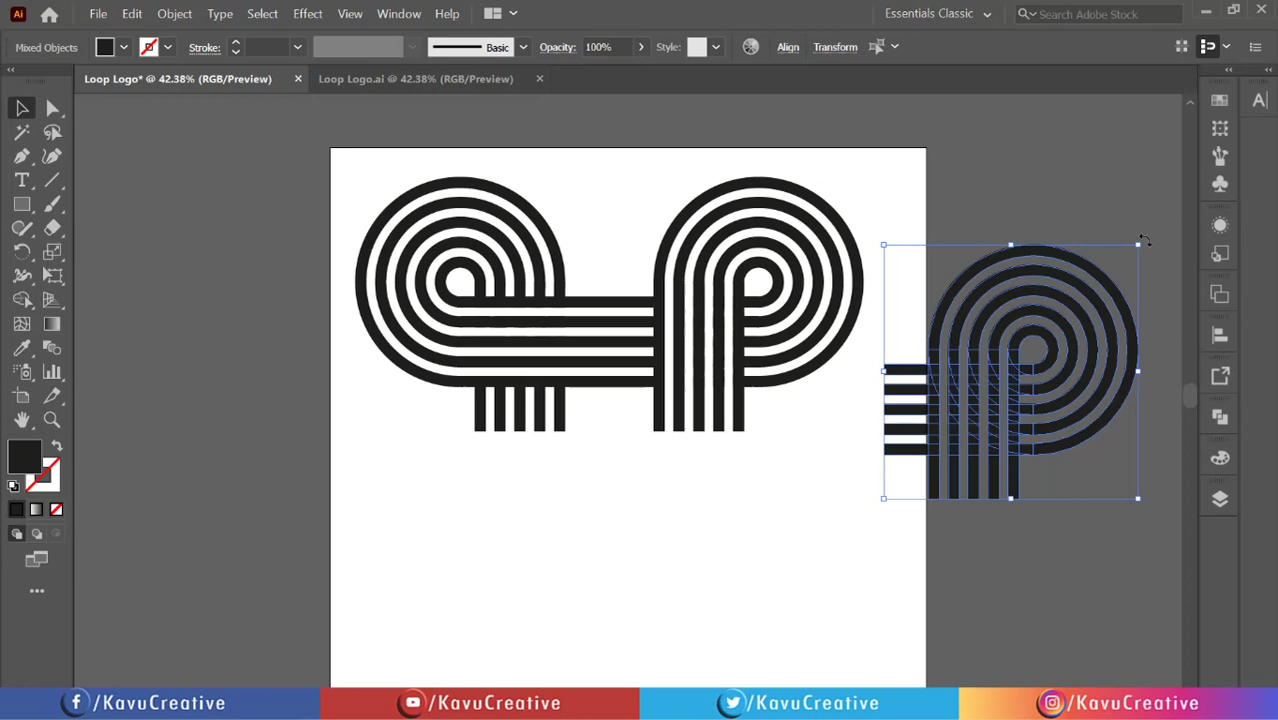 Ai File Edit Object Type Select Effect View Window Help Essentials Classic Search Adobe Stock
Mixed Objects Stroke: Basic Opacity: 100% Style: Align Transform
Loop Logo* @ 42.38% (RGB/Preview) Loop Logo.ai @ 42.38% (RGB/Preview)
/KavuCreative /KavuCreative /KavuCreative /KavuCreative